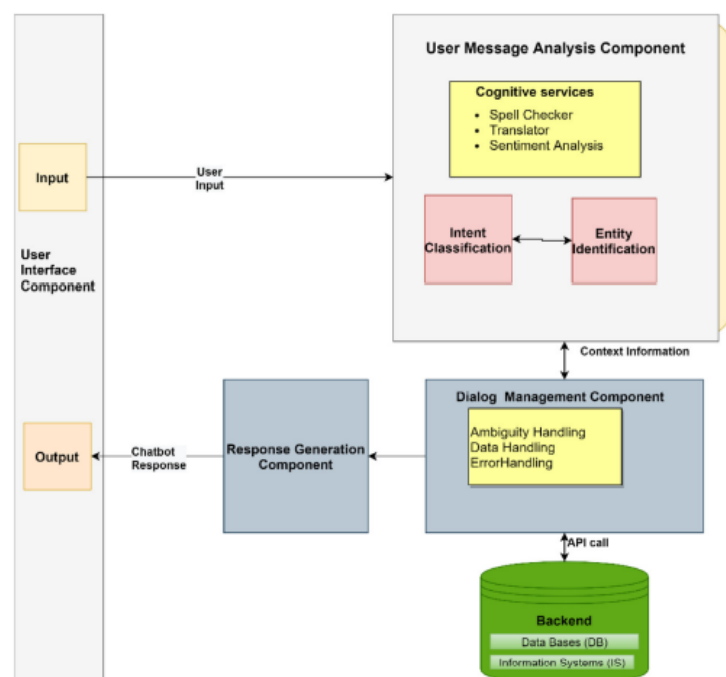 User Message Analysis Component
Cognitive services
• Spell Checker
• Translator
• Sentiment Analysis
Input
User
Input
Intent
Classification
Entity
Identification
User
Interface
Component
Context Information
Dialog Management Component
Ambiguity Handling
Data Handling
ErrorHandling
Response Generation
Component
Chatbot
Response
Output
API call
Backend
Data Bases (DB)
Information Systems (IS)